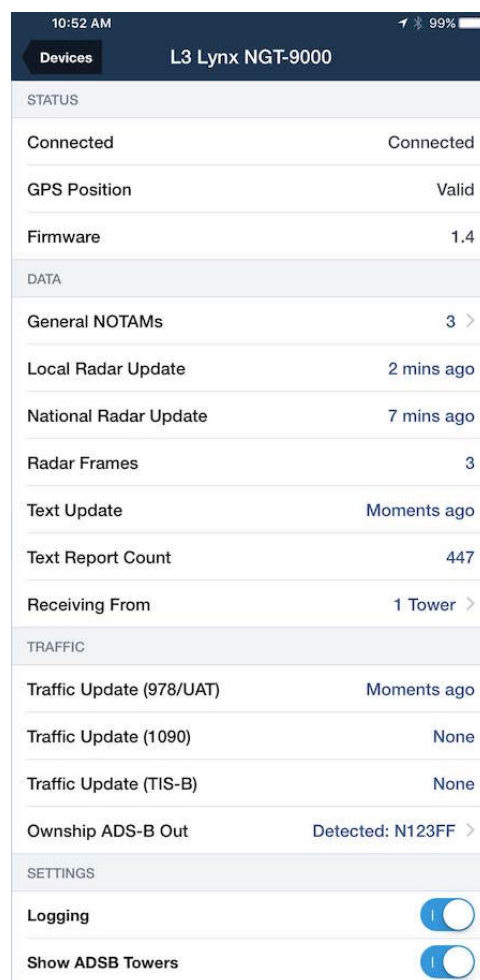 10:52 AM 99%
Devices L3 Lynx NGT-9000
STATUS
Connected Connected
GPS Position Valid
Firmware 1.4
DATA
General NOTAMs 3
Local Radar Update 2 mins ago
National Radar Update 7 mins ago
Radar Frames 3
Text Update Moments ago
Text Report Count 447
Receiving From 1 Tower
TRAFFIC
Traffic Update (978/UAT) Moments ago
Traffic Update (1090) None
Traffic Update (TIS-B) None
Ownship ADS-B Out Detected: N123FF
SETTINGS
Logging
Show ADSB Towers